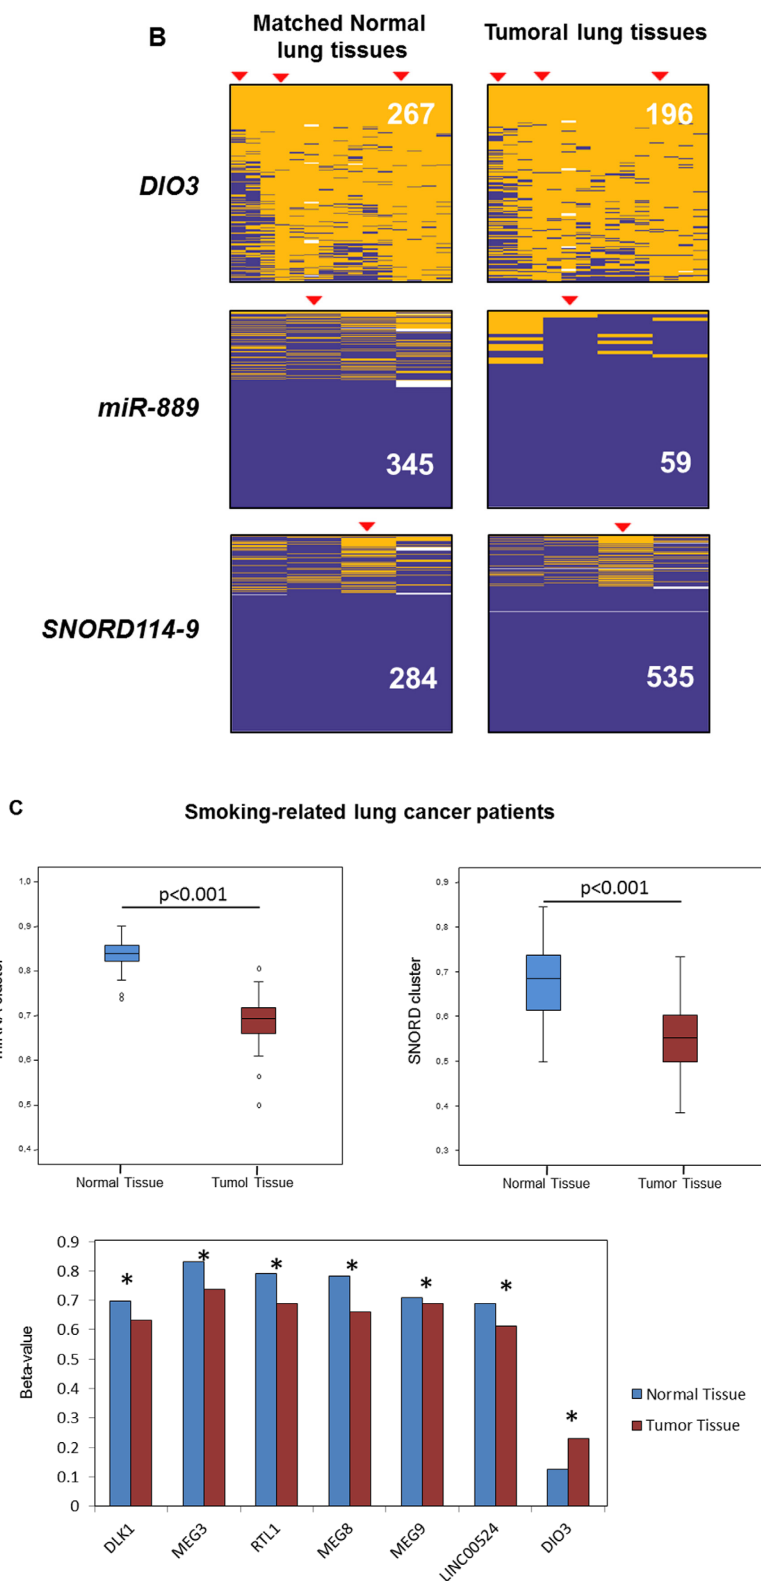 B
Matched Normal
lung tissues
Tumoral lung tissues
DIO3
267
196
miR-889
345
59
SNORD114-9
284
535
C
Smoking-related lung cancer patients
1,0
0,9
0,8
0,7
0,6
0,5
0,4
p<0.001
Normal Tissue
Tumol Tissue
SNORD cluster
0,9
0,8
0,7
0,6
0,5
0,4
0,3
p<0.001
Normal Tissue
Tumor Tissue
Beta-value
0.9
0.8
0.7
0.6
0.5
0.4
0.3
0.2
0.1
0
*
*
*
*
*
*
*
DLK1
MEG3
RTL1
MEG8
MEG9
LINC00524
DIO3
Normal Tissue
Tumor Tissue